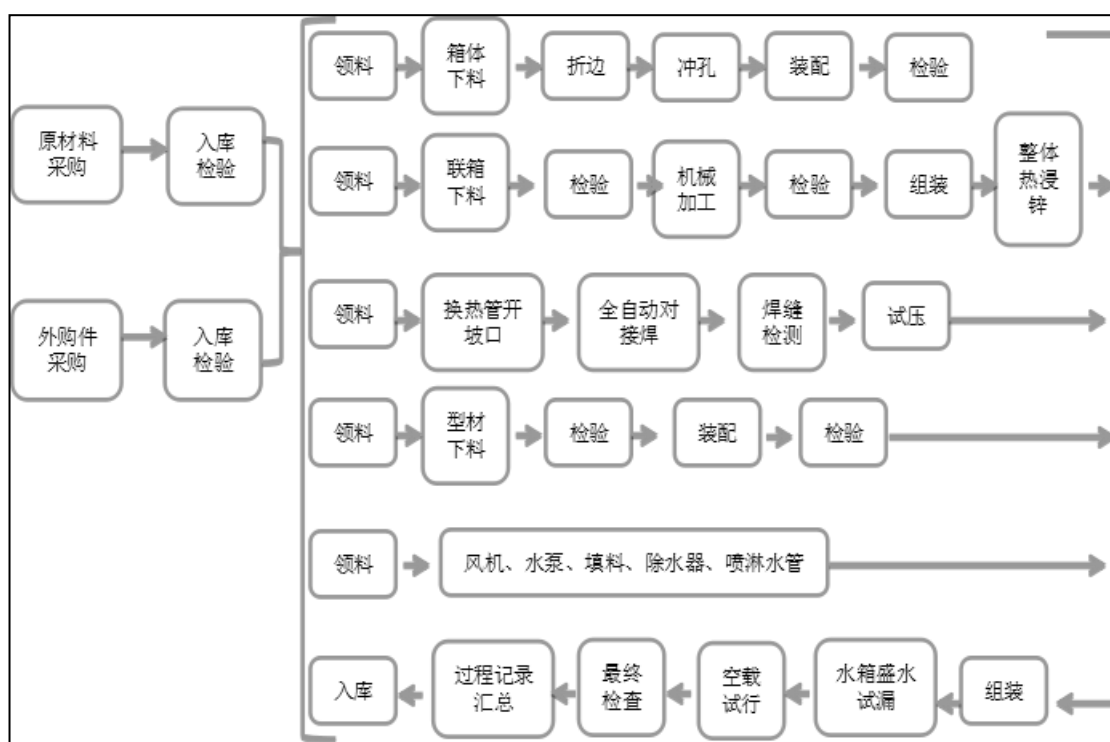 原材料
采购
入库
检验
外购件
采购
入库
检验
领料
箱体
下料
折边
冲孔
装配
检验
领料
联箱
下料
检验
机械
加工
检验
组装
整体
热浸
锌
领料
换热管开
坡口
全自动对
接焊
焊缝
检测
试压
领料
型材
下料
检验
装配
检验
领料
风机、水泵、填料、除水器、喷淋水管
入库
过程记录
汇总
最终
检查
空载
试行
水箱盛水
试漏
组装